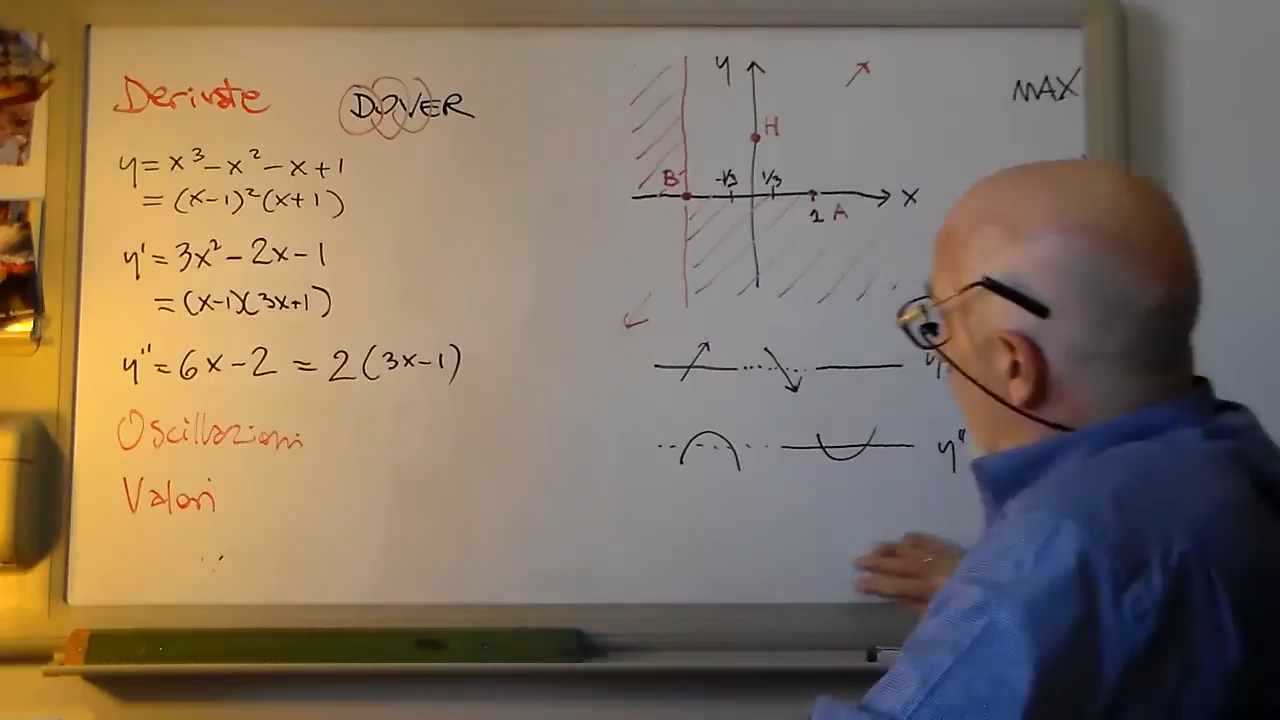 Derivate DOVER
y = x³ - x² - x + 1
= (x-1)²(x+1)
y' = 3x² - 2x - 1
= (x-1)(3x+1)
y'' = 6x - 2 = 2(3x-1)
Oscillazioni
Valori
MAX
y
H
B -1/3 1/3 x
1 A
y''